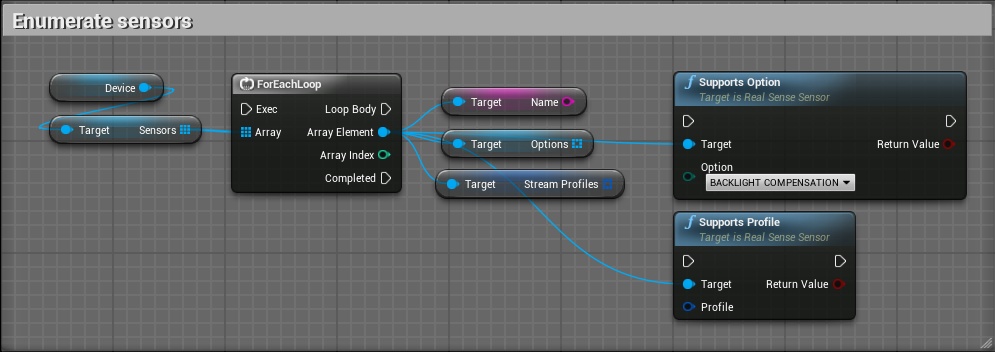 Enumerate sensors
Device
Target Sensors
ForEachLoop
Exec Loop Body
Array Array Element
Array Index
Completed
Target Name
Target Options
Target Stream Profiles
f Supports Option
Target is Real Sense Sensor
Target Return Value
Option
BACKLIGHT COMPENSATION
f Supports Profile
Target is Real Sense Sensor
Target Return Value
Profile